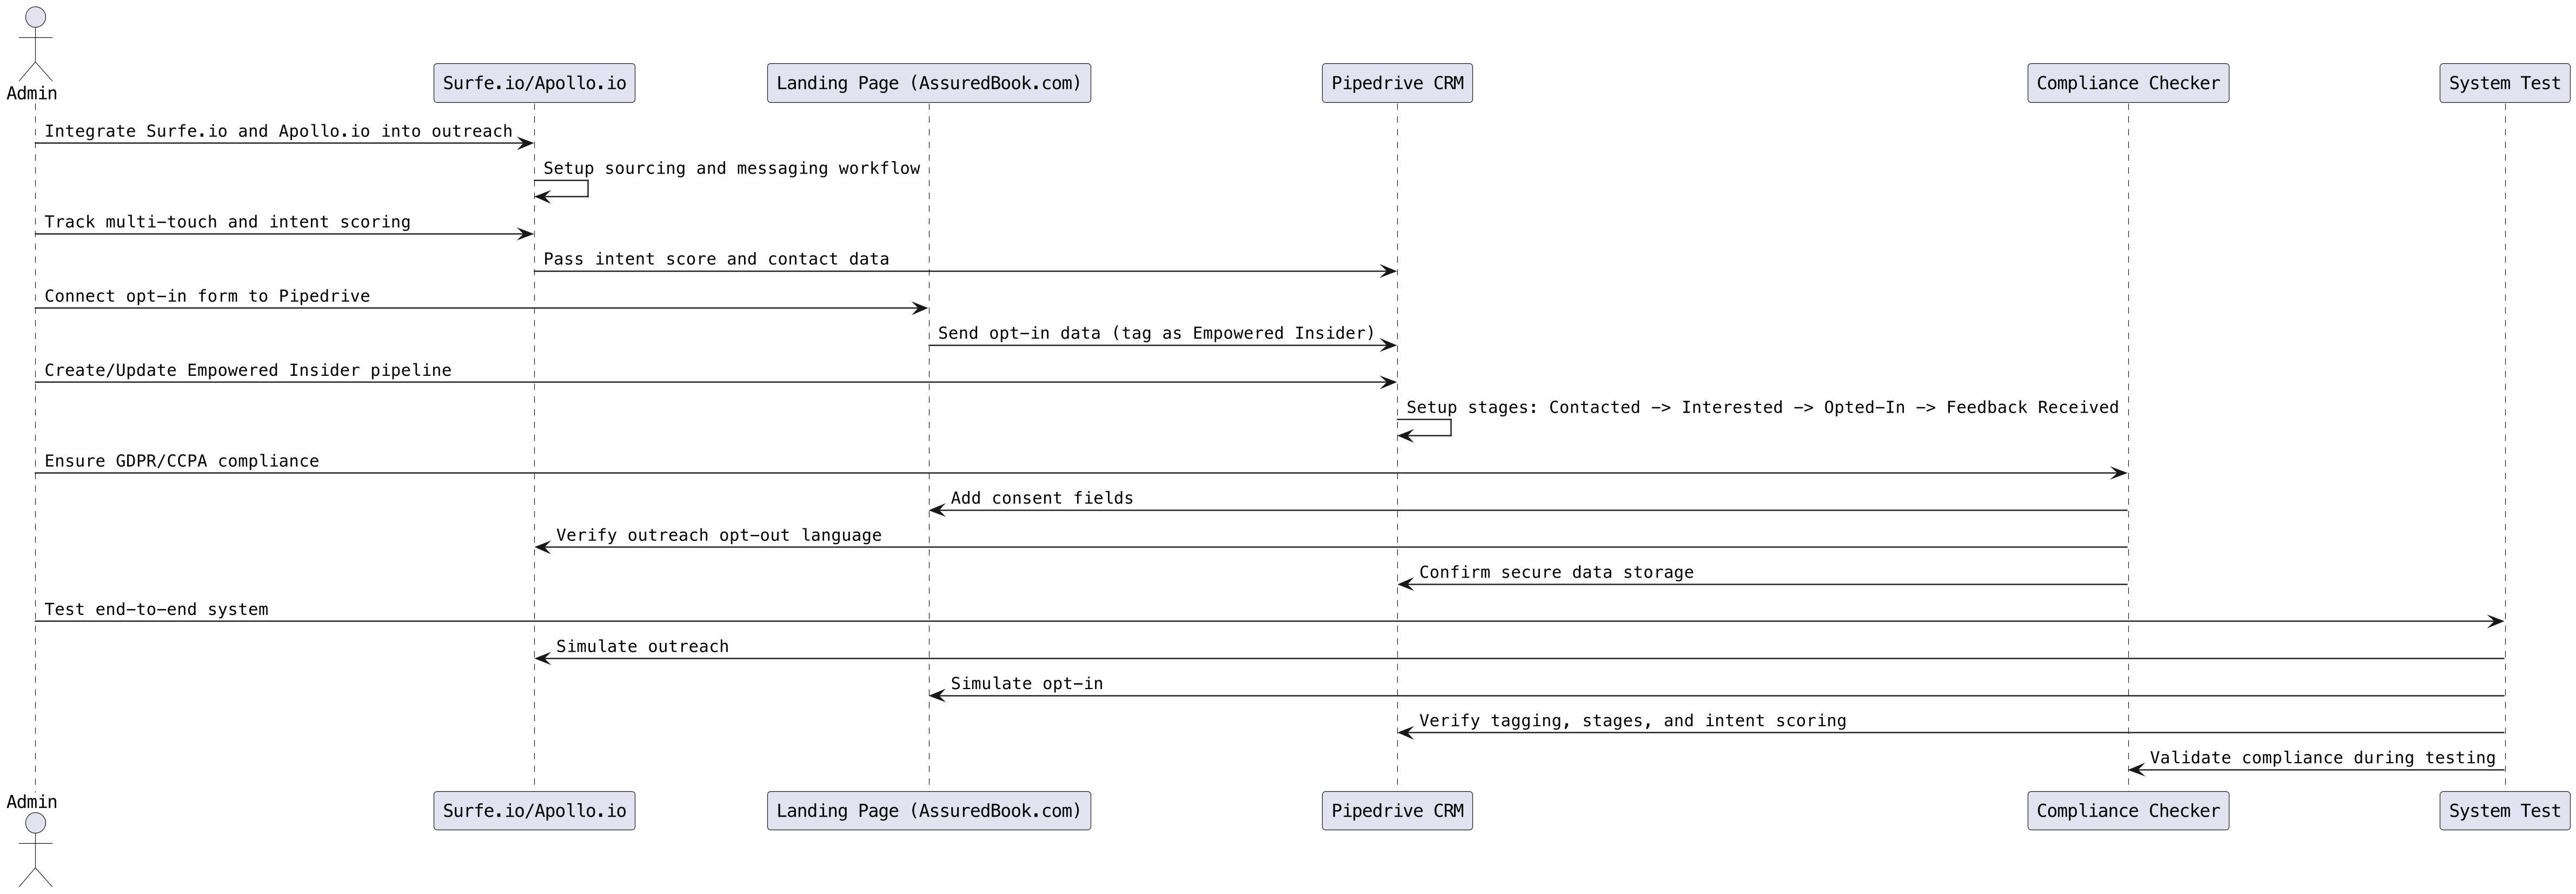 Admin
Surfe.io/Apollo.io
Landing Page (AssuredBook.com)
Pipedrive CRM
Compliance Checker
System Test
Integrate Surfe.io and Apollo.io into outreach
Setup sourcing and messaging workflow
Track multi-touch and intent scoring
Pass intent score and contact data
Connect opt-in form to Pipedrive
Send opt-in data (tag as Empowered Insider)
Create/Update Empowered Insider pipeline
Setup stages: Contacted -> Interested -> Opted-In -> Feedback Received
Ensure GDPR/CCPA compliance
Add consent fields
Verify outreach opt-out language
Confirm secure data storage
Test end-to-end system
Simulate outreach
Simulate opt-in
Verify tagging, stages, and intent scoring
Validate compliance during testing
Admin
Surfe.io/Apollo.io
Landing Page (AssuredBook.com)
Pipedrive CRM
Compliance Checker
System Test